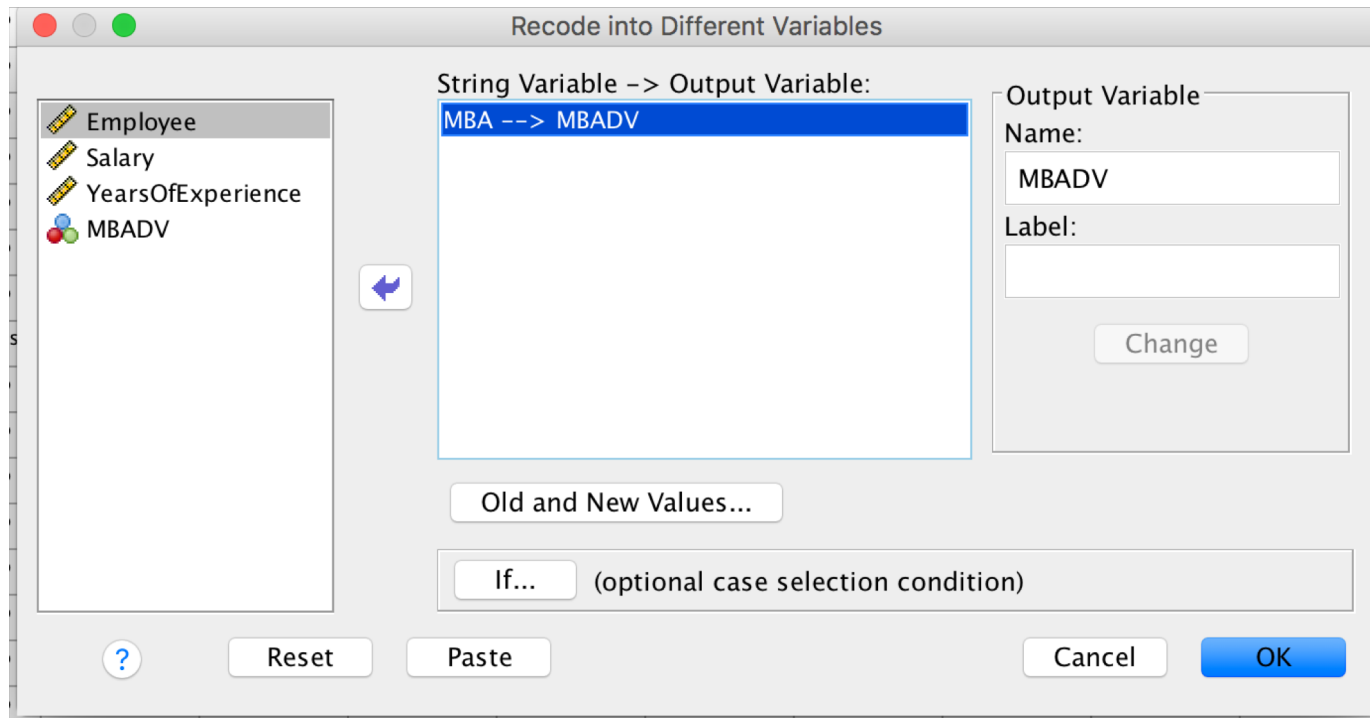 Recode into Different Variables
String Variable -> Output Variable:
Employee
Salary
YearsOfExperience
MBADV
MBA --> MBADV
Output Variable
Name:
MBADV
Label:
Change
Old and New Values...
If... (optional case selection condition)
? Reset Paste Cancel OK